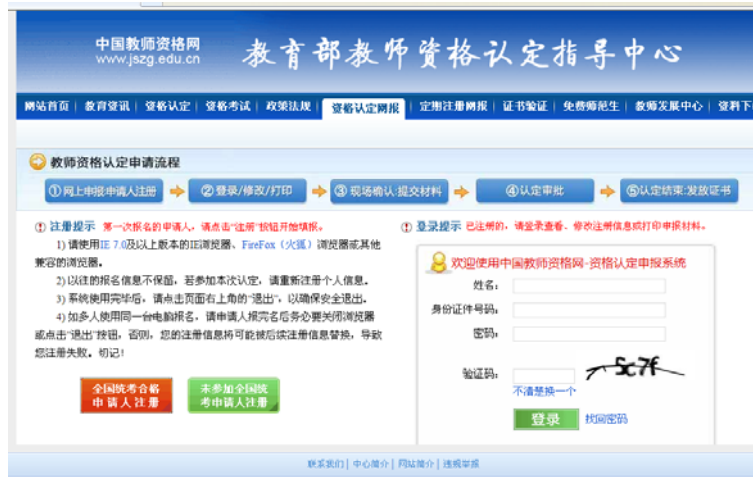 中国教师资格网
www.jszg.edu.cn
教育部教师资格认定指导中心
网站首页 | 教育资讯 | 资格认定 | 资格考试 | 政策法规 | 资格认定网报 | 定期注册网报 | 证书验证 | 免费师范生 | 教师发展中心 | 资料下
教师资格认定申请流程
①网上申报:申请人注册 ②登录/修改/打印 ③现场确认:提交材料 ④认定审批 ⑤认定结束:发放证书
注册提示 第一次报名的申请人，请点击“注册”按钮开始填报。
1) 请使用IE 7.0及以上版本的IE浏览器、FireFox（火狐）浏览器或其他
兼容的浏览器。
2) 以往的报名信息不保留，若参加本次认定，请重新注册个人信息。
3) 系统使用完毕后，请点击页面右上角的“退出”，以确保安全退出。
4) 如多人使用同一台电脑报名，请申请人报完名后务必要关闭浏览器
或点击“退出”按钮，否则，您的注册信息将可能被后续注册信息替换，导致
您注册失败。切记！
全国统考合格
申请人注册
未参加全国统
考申请人注册
登录提示 已注册的，请登录查看、修改注册信息或打印申报材料。
欢迎使用中国教师资格网-资格认定申报系统
姓名：
身份证件号码：
密码：
验证码：
5c7f
不清楚换一个
登录 找回密码
联系我们 | 中心简介 | 网站简介 | 违规举报